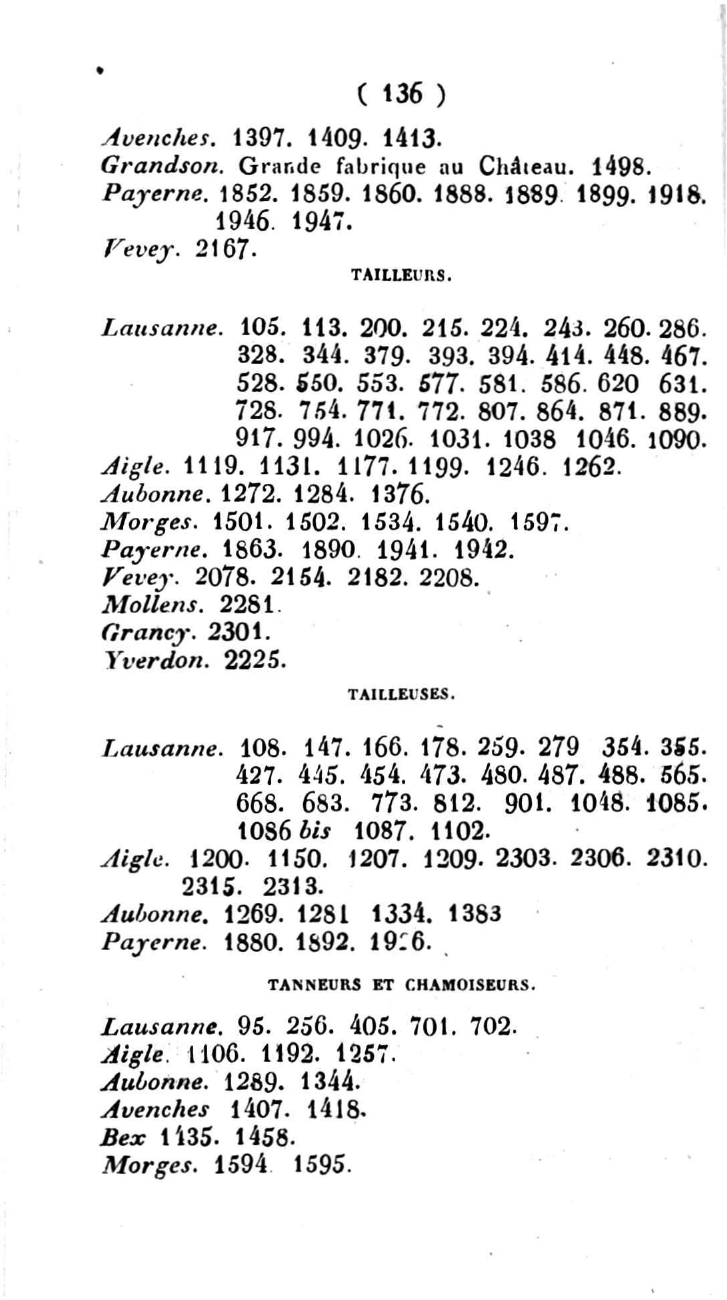 ( 136 )
Avenches. 1397. 1409. 1413.
Grandson. Grande fabrique au Château. 1498.
Payerne. 1852. 1859. 1860. 1888. 1889. 1899. 1918.
1946. 1947.
Vevey. 2167.
TAILLEURS.
Lausanne. 105. 113. 200. 215. 224. 243. 260. 286.
328. 344. 379. 393. 394. 414. 448. 467.
528. 550. 553. 577. 581. 586. 620 631.
728. 754. 771. 772. 807. 864. 871. 889.
917. 994. 1026. 1031. 1038 1046. 1090.
Aigle. 1119. 1131. 1177. 1199. 1246. 1262.
Aubonne. 1272. 1284. 1376.
Morges. 1501. 1502. 1534. 1540. 1597.
Payerne. 1863. 1890. 1941. 1942.
Vevey. 2078. 2154. 2182. 2208.
Mollens. 2281.
Grancy. 2301.
Yverdon. 2225.
TAILLEUSES.
Lausanne. 108. 147. 166. 178. 259. 279 354. 355.
427. 445. 454. 473. 480. 487. 488. 565.
668. 683. 773. 812. 901. 1048. 1085.
1086 bis 1087. 1102.
Aigle. 1200. 1150. 1207. 1209. 2303. 2306. 2310.
2315. 2313.
Aubonne. 1269. 1281 1334. 1383
Payerne. 1880. 1892.
TANNEURS ET CHAMOISEURS.
Lausanne. 95. 256. 405. 701. 702.
Aigle. 1106. 1192. 1257.
Aubonne. 1289. 1344.
Avenches 1407. 1418.
Bex 1435. 1458.
Morges. 1594. 1595.